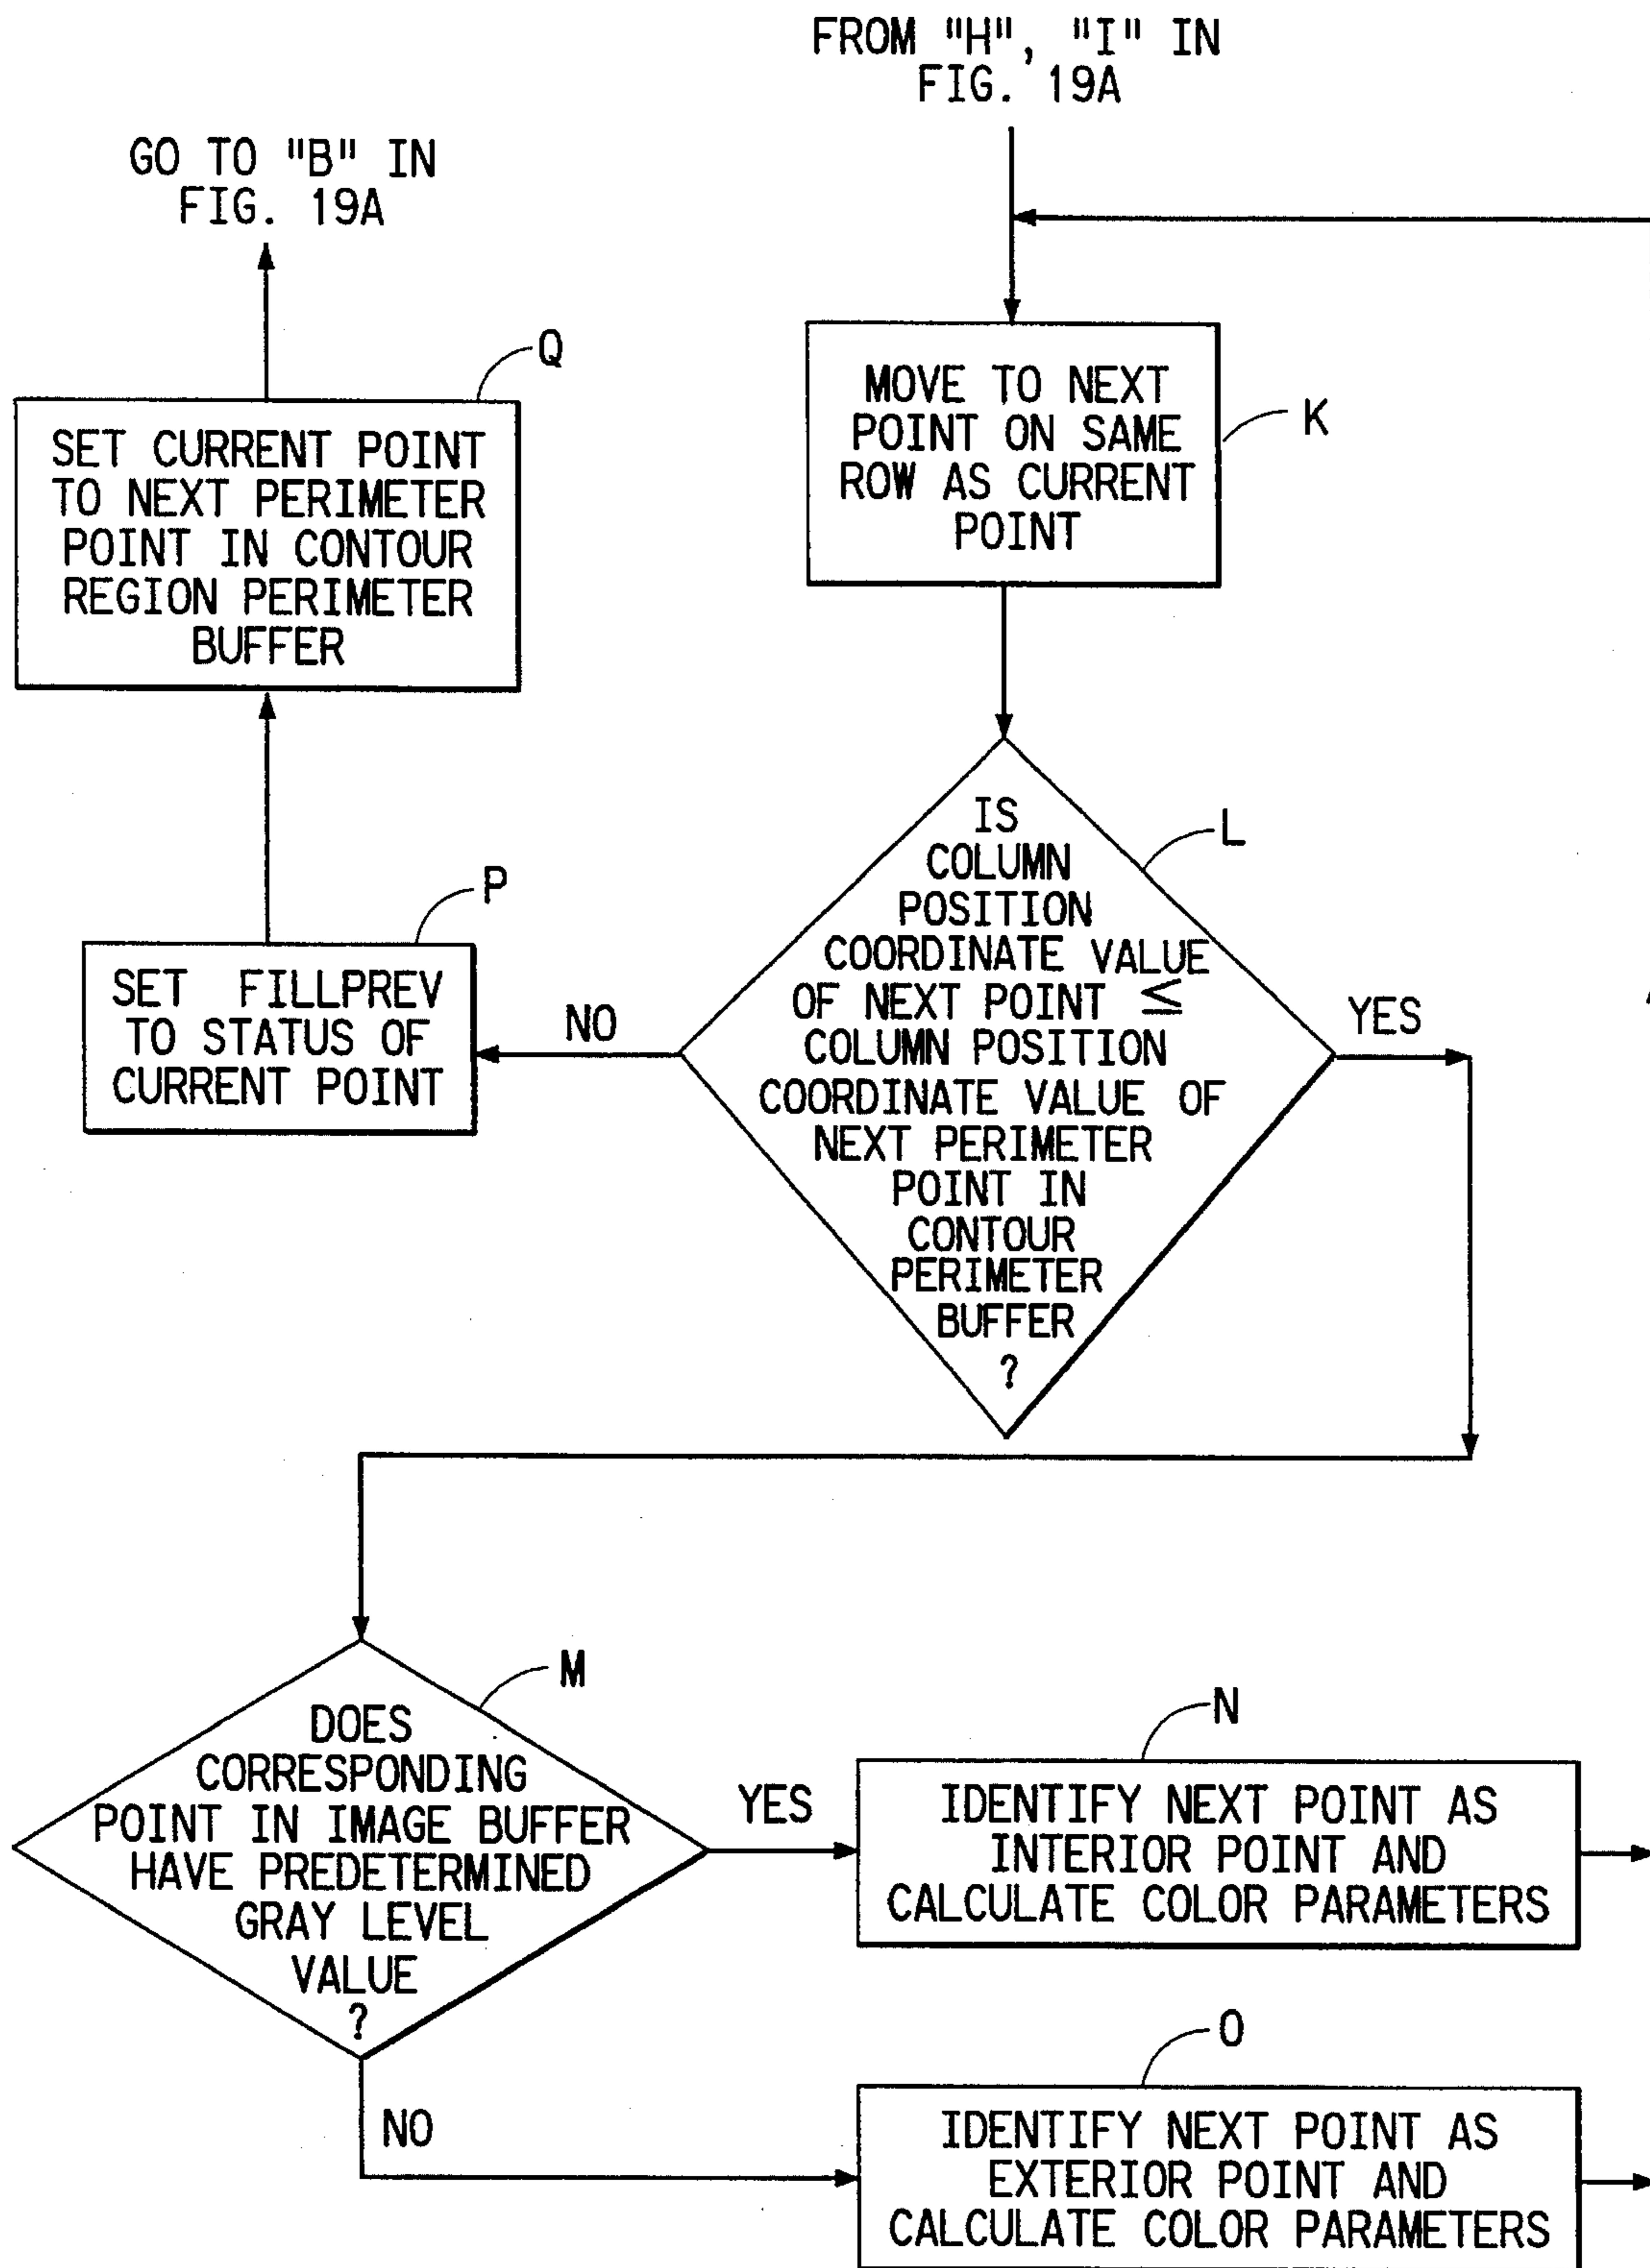 FROM "H", "I" IN
FIG. 19A
GO TO "B" IN
FIG. 19A
Q
SET CURRENT POINT
TO NEXT PERIMETER
POINT IN CONTOUR
REGION PERIMETER
BUFFER
MOVE TO NEXT
POINT ON SAME
ROW AS CURRENT
POINT
K
IS
COLUMN
POSITION
COORDINATE VALUE
OF NEXT POINT ≤
COLUMN POSITION
COORDINATE VALUE OF
NEXT PERIMETER
POINT IN
CONTOUR
PERIMETER
BUFFER
?
L
YES
NO
P
SET FILLPREV
TO STATUS OF
CURRENT POINT
M
DOES
CORRESPONDING
POINT IN IMAGE BUFFER
HAVE PREDETERMINED
GRAY LEVEL
VALUE
?
YES
NO
N
IDENTIFY NEXT POINT AS
INTERIOR POINT AND
CALCULATE COLOR PARAMETERS
O
IDENTIFY NEXT POINT AS
EXTERIOR POINT AND
CALCULATE COLOR PARAMETERS